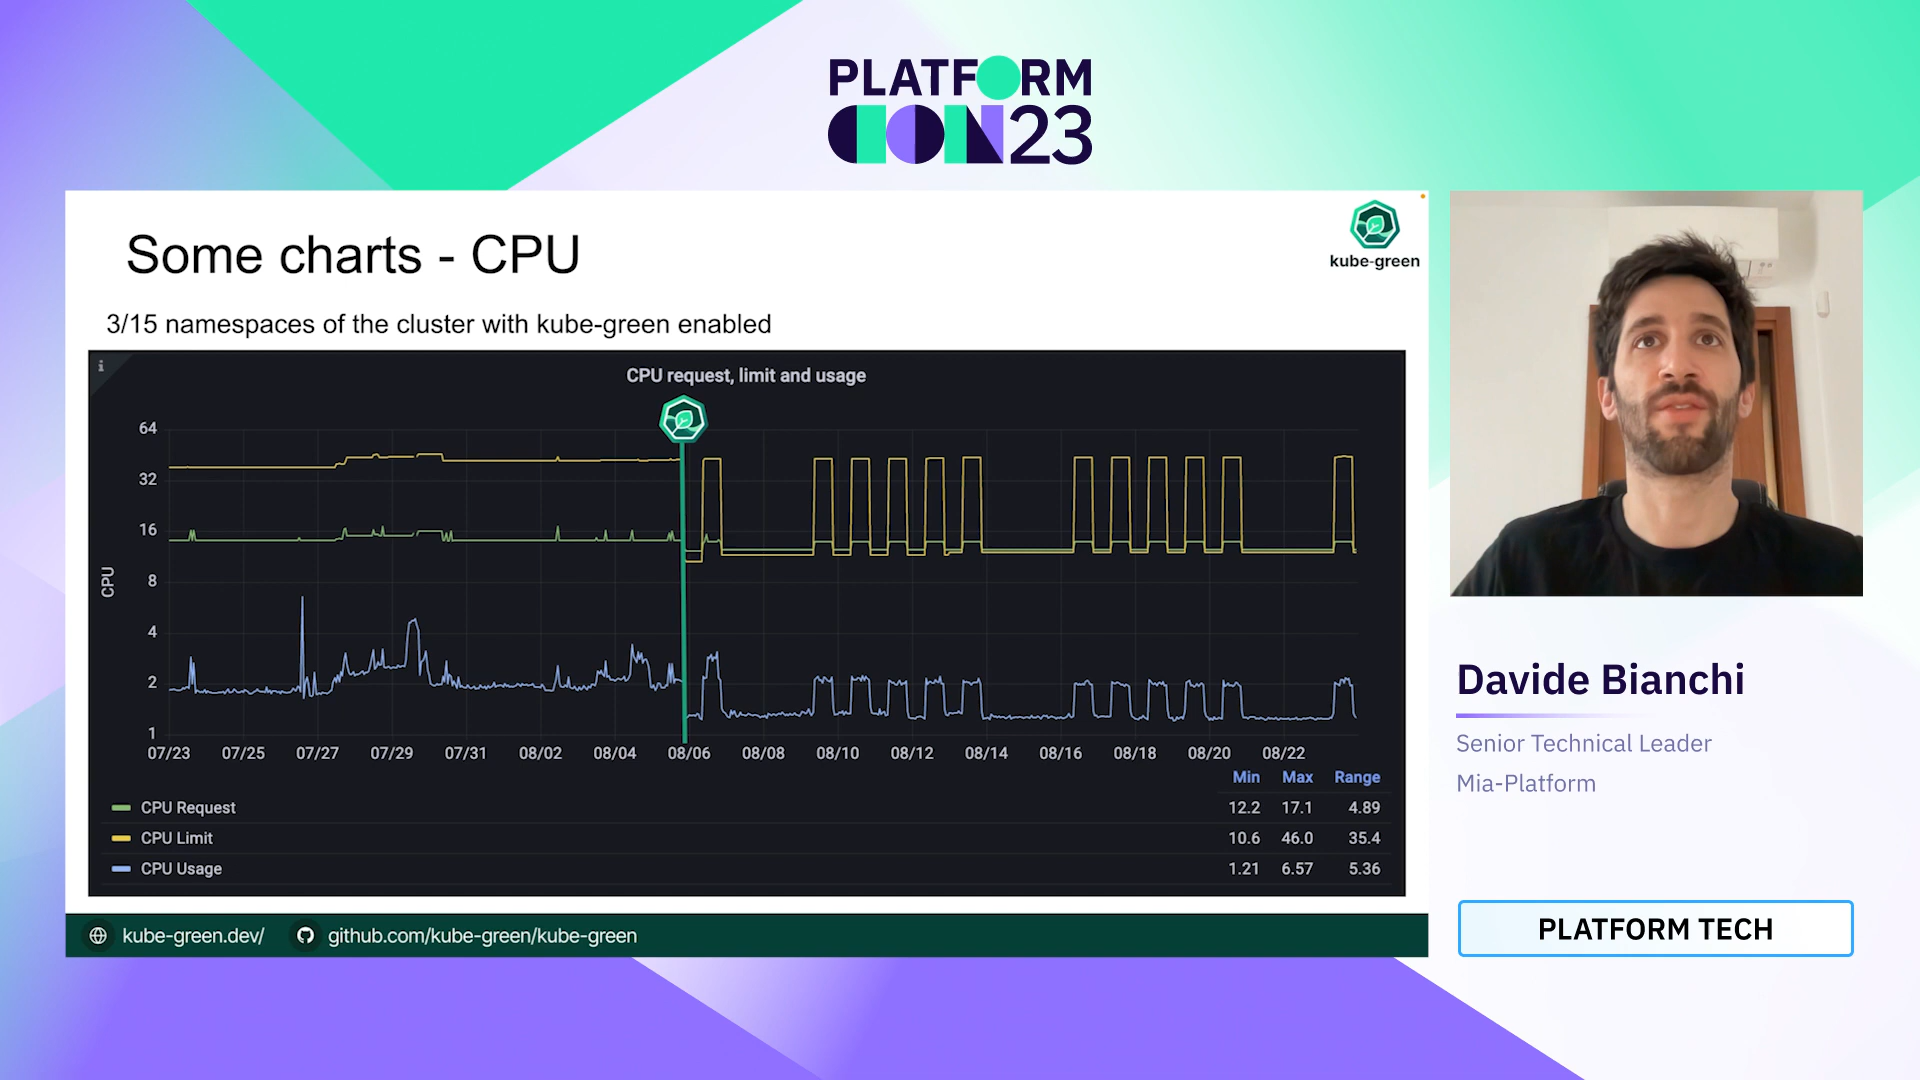 PLATFORM
CON23
Some charts - CPU
kube-green
3/15 namespaces of the cluster with kube-green enabled
i
CPU request, limit and usage
64
32
16
8
4
2
1
CPU
07/23 07/25 07/27 07/29 07/31 08/02 08/04 08/06 08/08 08/10 08/12 08/14 08/16 08/18 08/20 08/22
Min Max Range
CPU Request 12.2 17.1 4.89
CPU Limit 10.6 46.0 35.4
CPU Usage 1.21 6.57 5.36
kube-green.dev/ github.com/kube-green/kube-green
Davide Bianchi
Senior Technical Leader
Mia-Platform
PLATFORM TECH